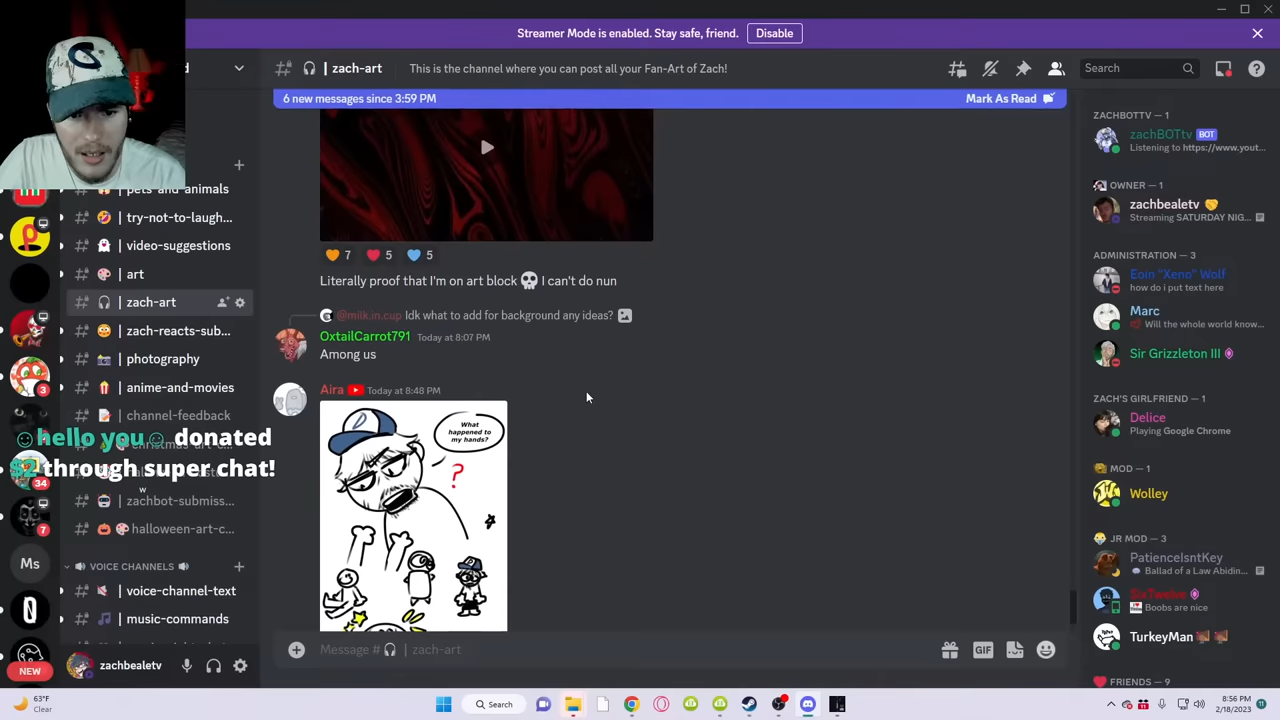 Streamer Mode is enabled. Stay safe, friend.
Disable
d
zach-art
This is the channel where you can post all your Fan-Art of Zach!
Search
6 new messages since 3:59 PM
Mark As Read
pets-and-animals
try-not-to-laugh...
video-suggestions
art
zach-art
zach-reacts-sub...
photography
anime-and-movies
channel-feedback
zachbot-submiss...
halloween-art-c...
VOICE CHANNELS
voice-channel-text
music-commands
☺hello you☺ donated
$2 through super chat!
3
34
7
Ms
NEW
zachbealetv
7
5
5
Literally proof that I'm on art block 💀 I can't do nun
@milk.in.cup Idk what to add for background any ideas?
OxtailCarrot791 Today at 8:07 PM
Among us
Aira Today at 8:48 PM
What
happened to
my hands?
?
Message # 🎧 | zach-art
GIF
ZACHBOTTV — 1
zachBOTtv BOT
Listening to https://www.yout...
OWNER — 1
zachbealetv
Streaming SATURDAY NIG...
ADMINISTRATION — 3
Eoin "Xeno" Wolf
how do i put text here
Marc
Will the whole world know...
Sir Grizzleton III
ZACH'S GIRLFRIEND — 1
Delice
Playing Google Chrome
MOD — 1
Wolley
JR MOD — 3
PatienceIsntKey
Ballad of a Law Abidin...
SixTwelve
Boobs are nice
TurkeyMan
FRIENDS — 9
63°F
Clear
Search
8:56 PM
2/18/2023